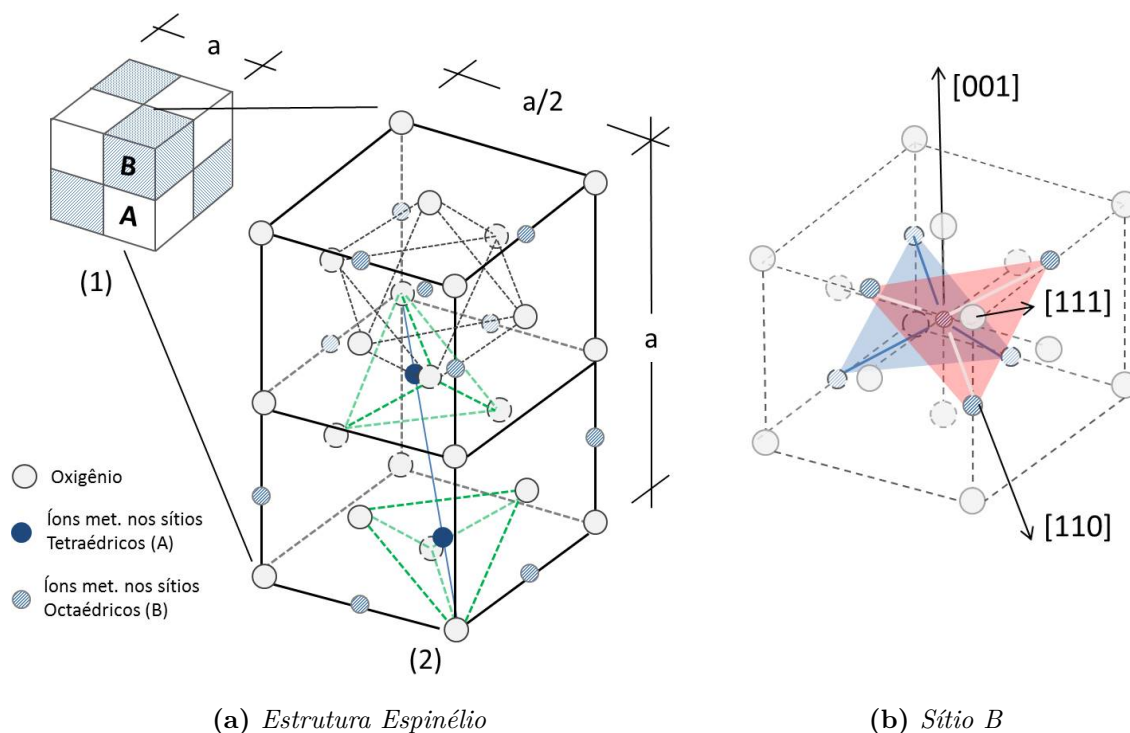 a
a/2
[001]
B
A
(1)
a
[111]
Oxigênio
Íons met. nos sítios
Tetraédricos (A)
Íons met. nos sítios
Octaédricos (B)
[110]
(2)
(a) Estrutura Espinélio
(b) Sítio B